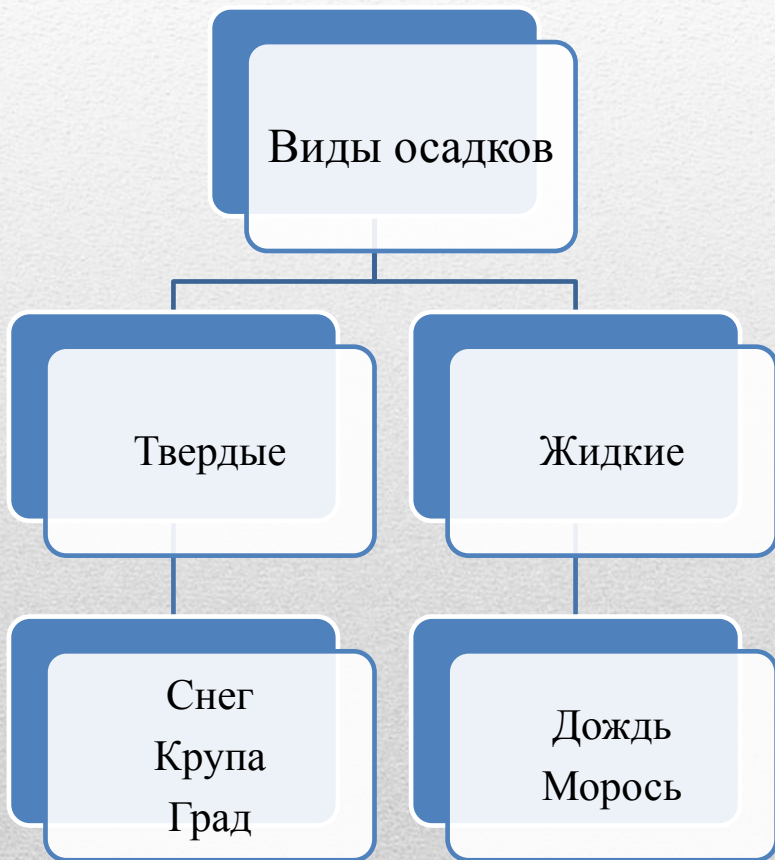 Виды осадков
Твердые
Жидкие
Снег
Крупа
Град
Дождь
Морось